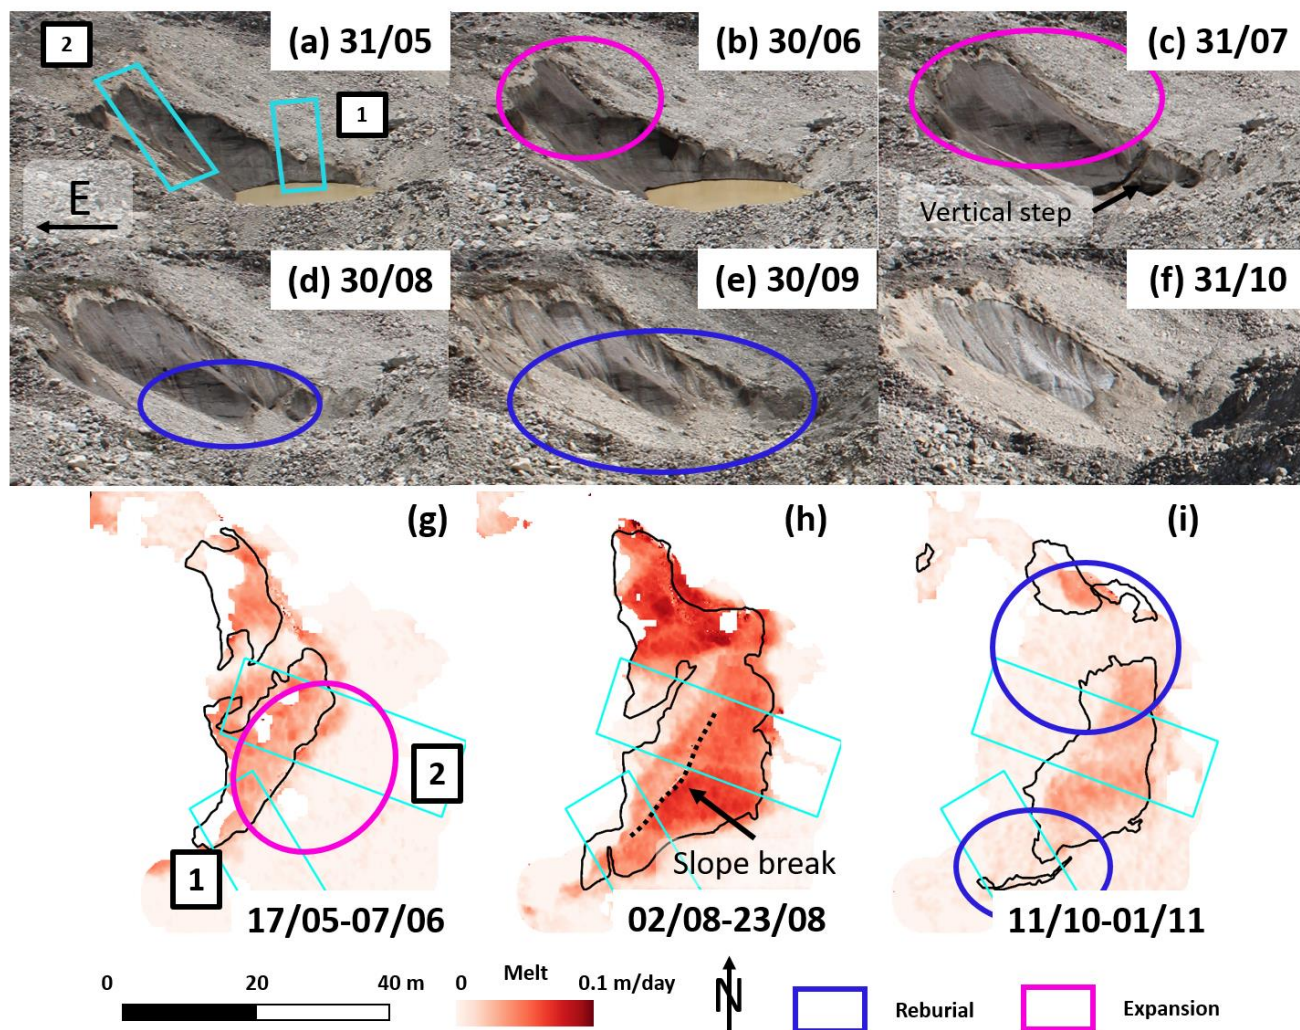 2
(a) 31/05
(b) 30/06
(c) 31/07
1
E
Vertical step
(d) 30/08
(e) 30/09
(f) 31/10
(g)
(h)
(i)
2
1
Slope break
17/05-07/06
02/08-23/08
11/10-01/11
0 20 40 m
Melt
0 0.1 m/day
N
Reburial
Expansion